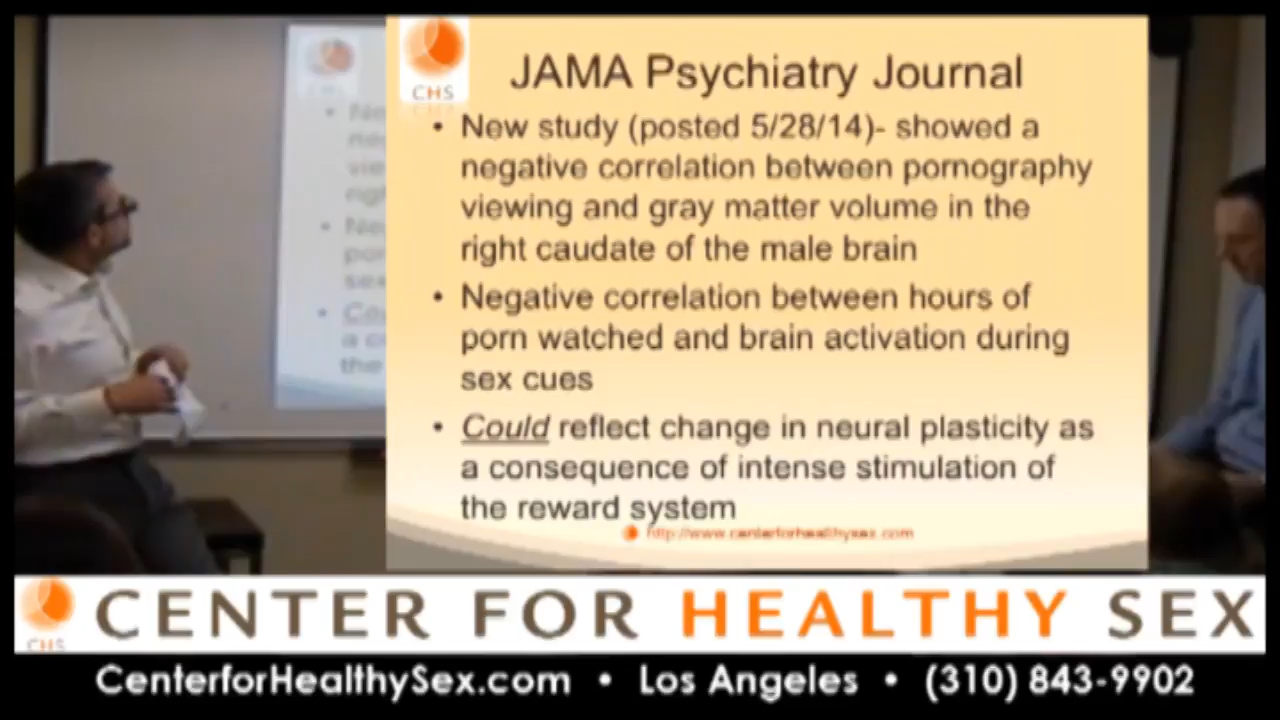 CHS
JAMA Psychiatry Journal
• New study (posted 5/28/14)- showed a
negative correlation between pornography
viewing and gray matter volume in the
right caudate of the male brain
• Negative correlation between hours of
porn watched and brain activation during
sex cues
• Could reflect change in neural plasticity as
a consequence of intense stimulation of
the reward system
http://www.centerforhealthysex.com
CHS
CENTER FOR HEALTHY SEX
CenterforHealthySex.com • Los Angeles • (310) 843-9902